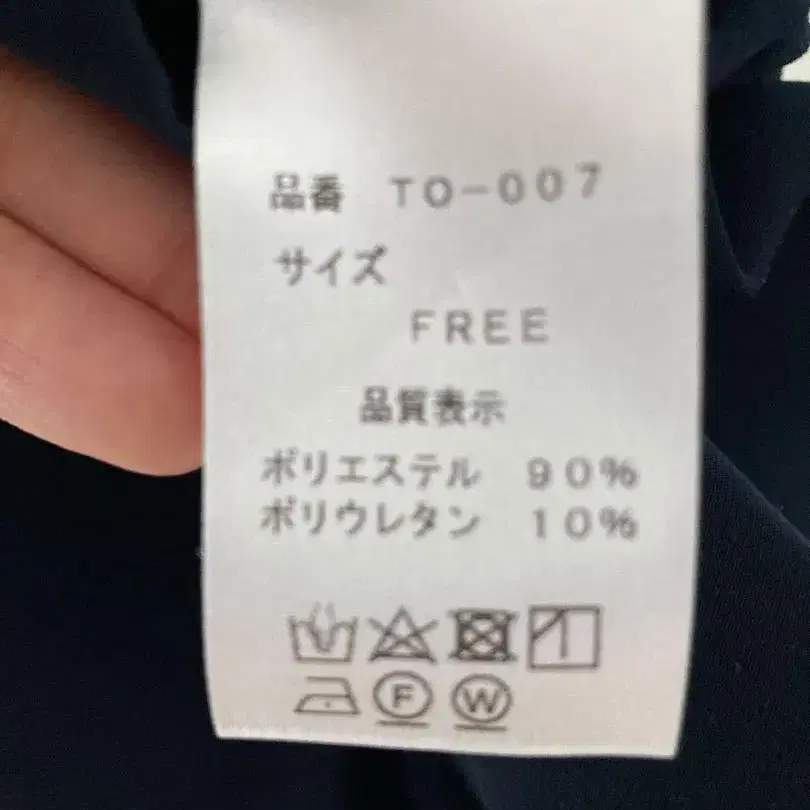 品番 TO-007
サイズ
FREE
品質表示
ポリエステル 90%
ポリウレタン 10%
F W